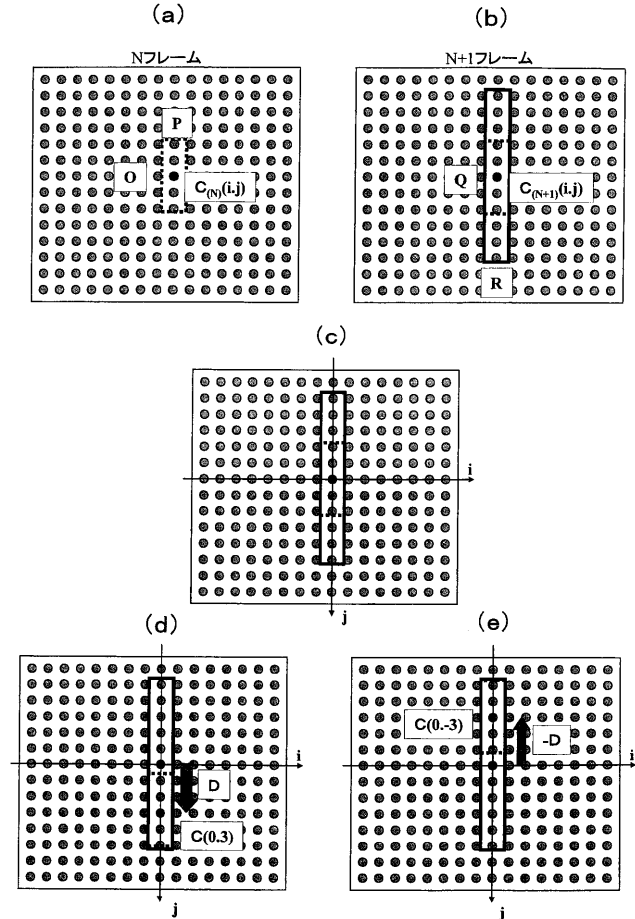 (a)
Nフレーム
P
O
C(N)(i.j)
(b)
N+1フレーム
Q
C(N+1)(i.j)
R
(c)
i
j
(d)
i
D
C(0.3)
j
(e)
C(0.-3)
-D
i
j